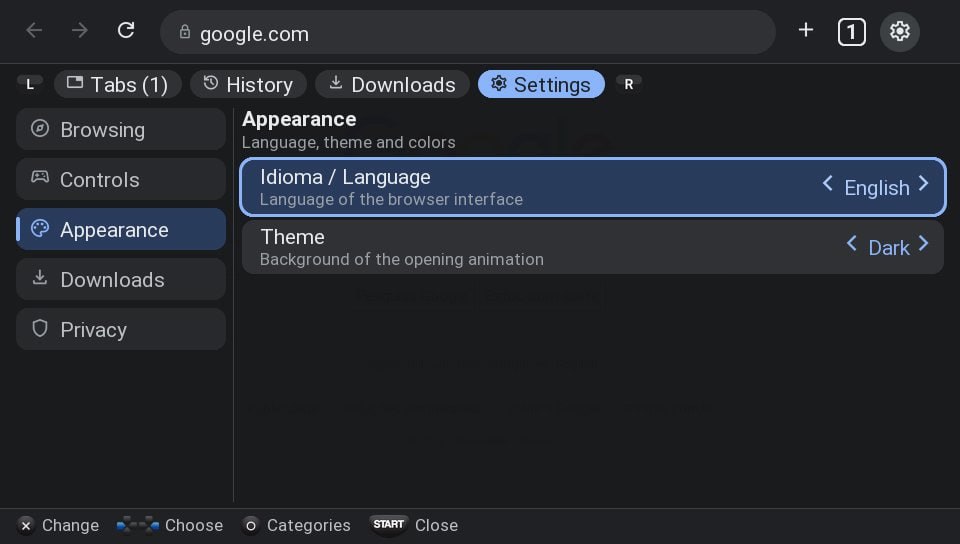 google.com
1
L
Tabs (1)
History
Downloads
Settings
R
Browsing
Controls
Appearance
Downloads
Privacy
Appearance
Language, theme and colors
Idioma / Language
Language of the browser interface
English
Theme
Background of the opening animation
Dark
Change
Choose
Categories
START
Close